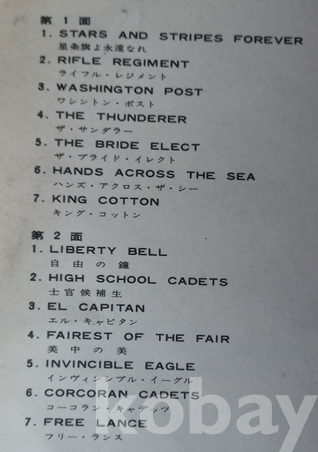 第1面
1. STARS AND STRIPES FOREVER
星条旗よ永遠なれ
2. RIFLE REGIMENT
ライフル・レジメント
3. WASHINGTON POST
ワシントン・ポスト
4. THE THUNDERER
ザ・サンダラー
5. THE BRIDE ELECT
ザ・ブライド・イレクト
6. HANDS ACROSS THE SEA
ハンズ・アクロス・ザ・シー
7. KING COTTON
キング・コットン
第2面
1. LIBERTY BELL
自由の鐘
2. HIGH SCHOOL CADETS
士官候補生
3. EL CAPITAN
エル・キャピタン
4. FAIREST OF THE FAIR
美中の美
5. INVINCIBLE EAGLE
インヴィンシブル・イーグル
6. CORCORAN CADETS
コーコラン・キャデッツ
7. FREE LANCE
フリー・ランス
kobay